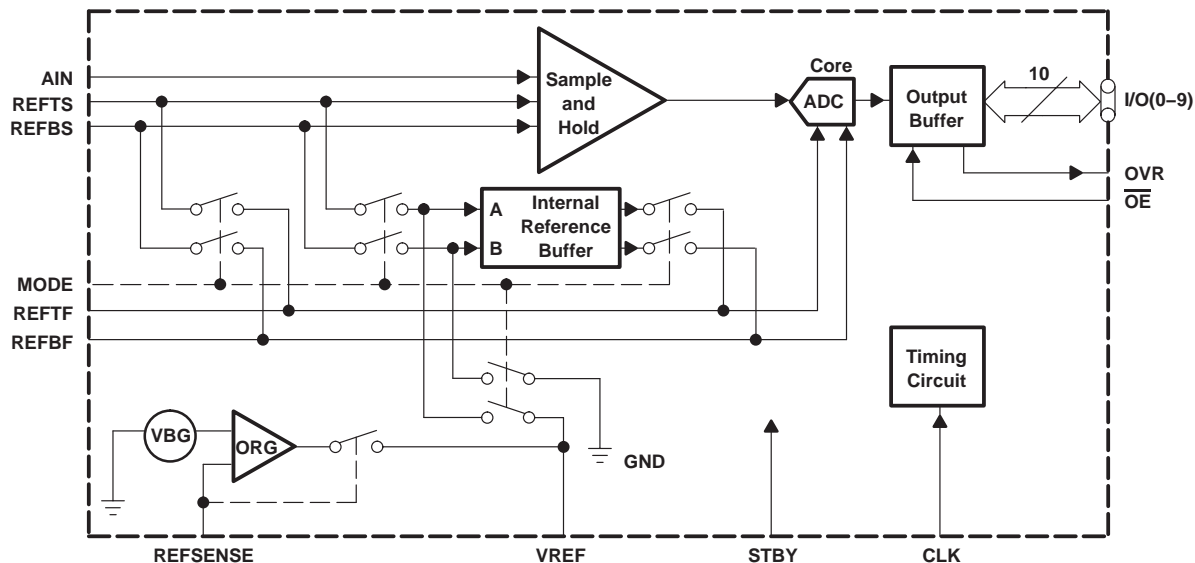 AIN
REFTS
REFBS
Sample
and
Hold
Core
ADC
Output
Buffer
10
I/O(0–9)
OVR
OE
A
B
Internal
Reference
Buffer
MODE
REFTF
REFBF
Timing
Circuit
VBG
ORG
GND
REFSENSE
VREF
STBY
CLK